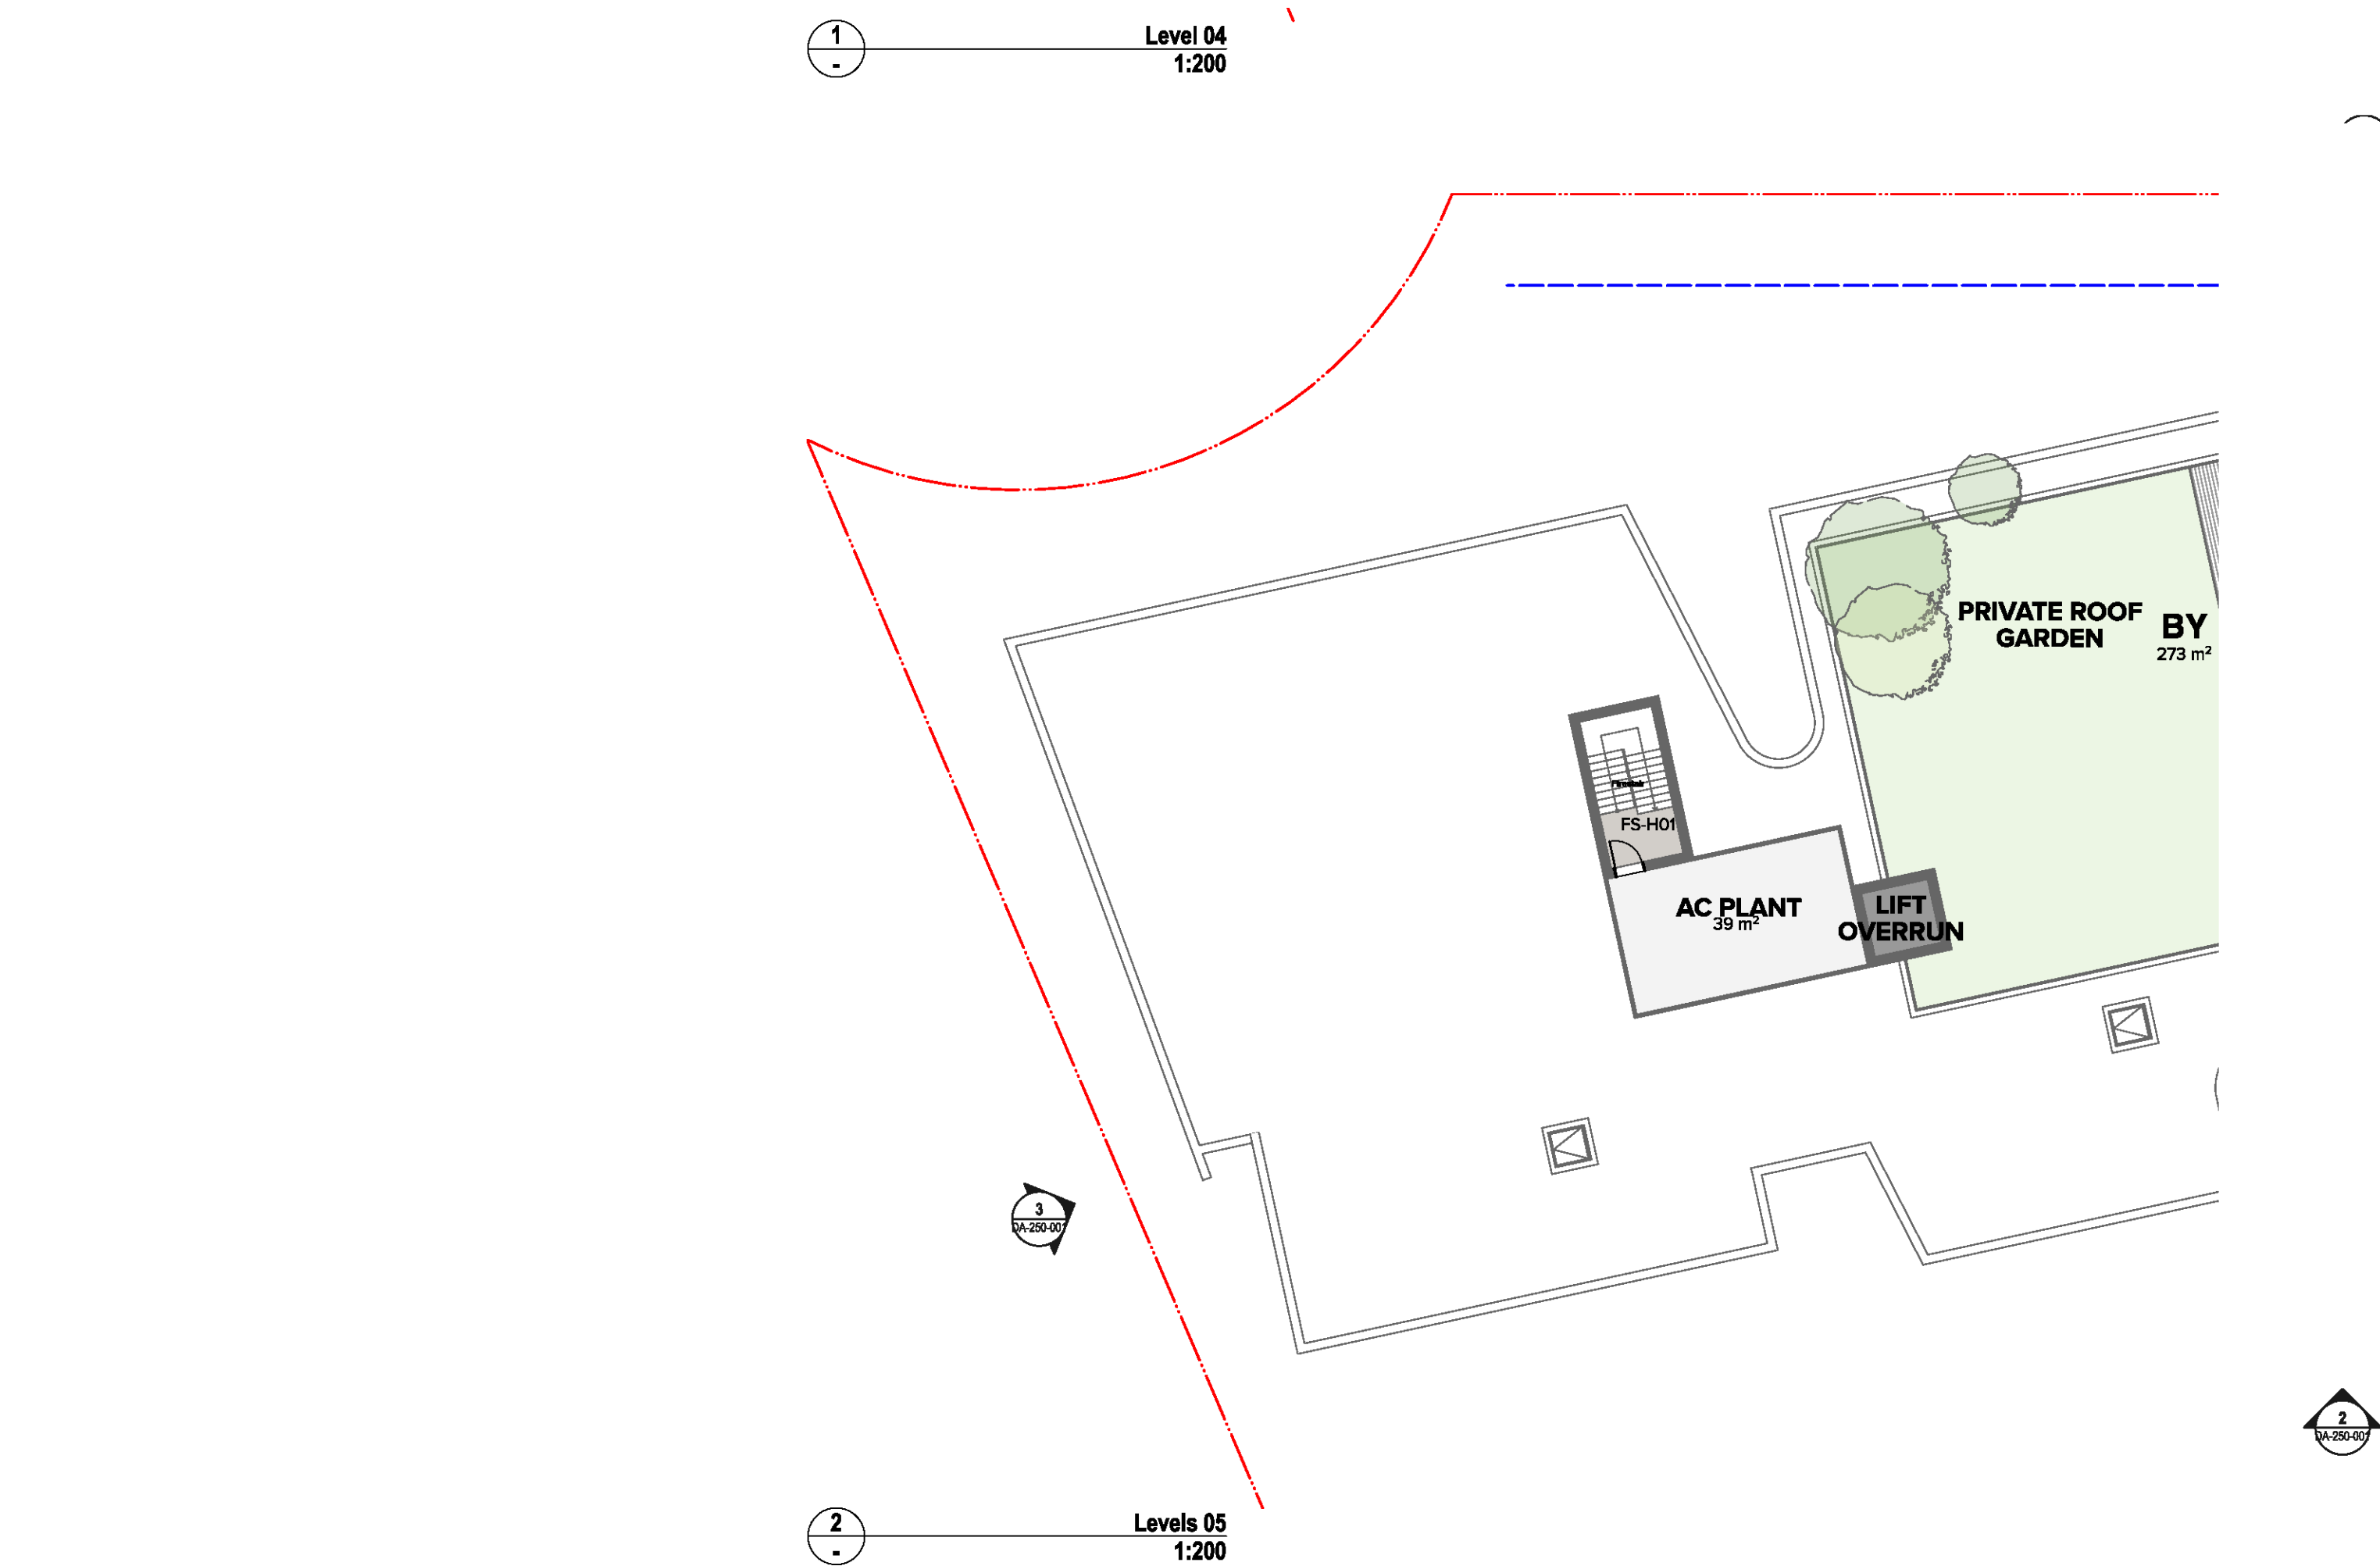 1
-
Level 04
1:200
PRIVATE ROOF
GARDEN
BY
273 m²
Firestair
FS-H01
AC PLANT
39 m²
LIFT
OVERRUN
3
DA-250-001
2
DA-250-001
2
-
Levels 05
1:200